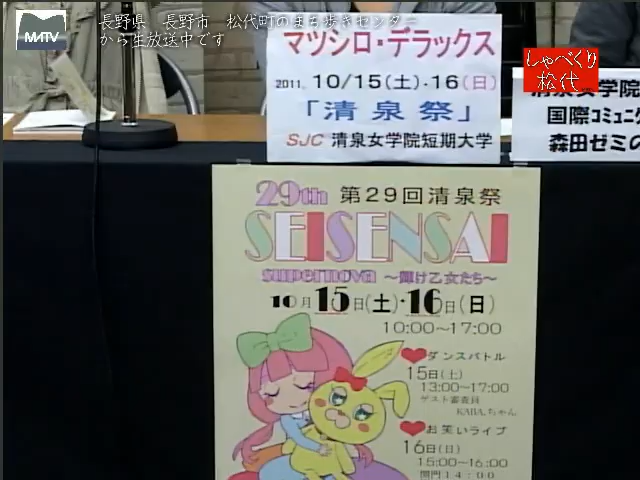 MATV
長野県 長野市 松代町のまち歩きセンター
から生放送中です
しゃべくり
松代
マツシロ・デラックス
2011. 10/15(土)・16(日)
「清泉祭」
SJC 清泉女学院短期大学
清泉女学院
国際コミュニケ
森田ゼミの
29th 第29回清泉祭
SEISENSAI
supernova ～輝け乙女たち～
10月15日(土)・16日(日)
10:00～17:00
ダンスバトル
15日(土)
13:00～17:00
ゲスト審査員
KABA.ちゃん
お笑いライブ
16日(日)
15:00～16:00
開門14:00